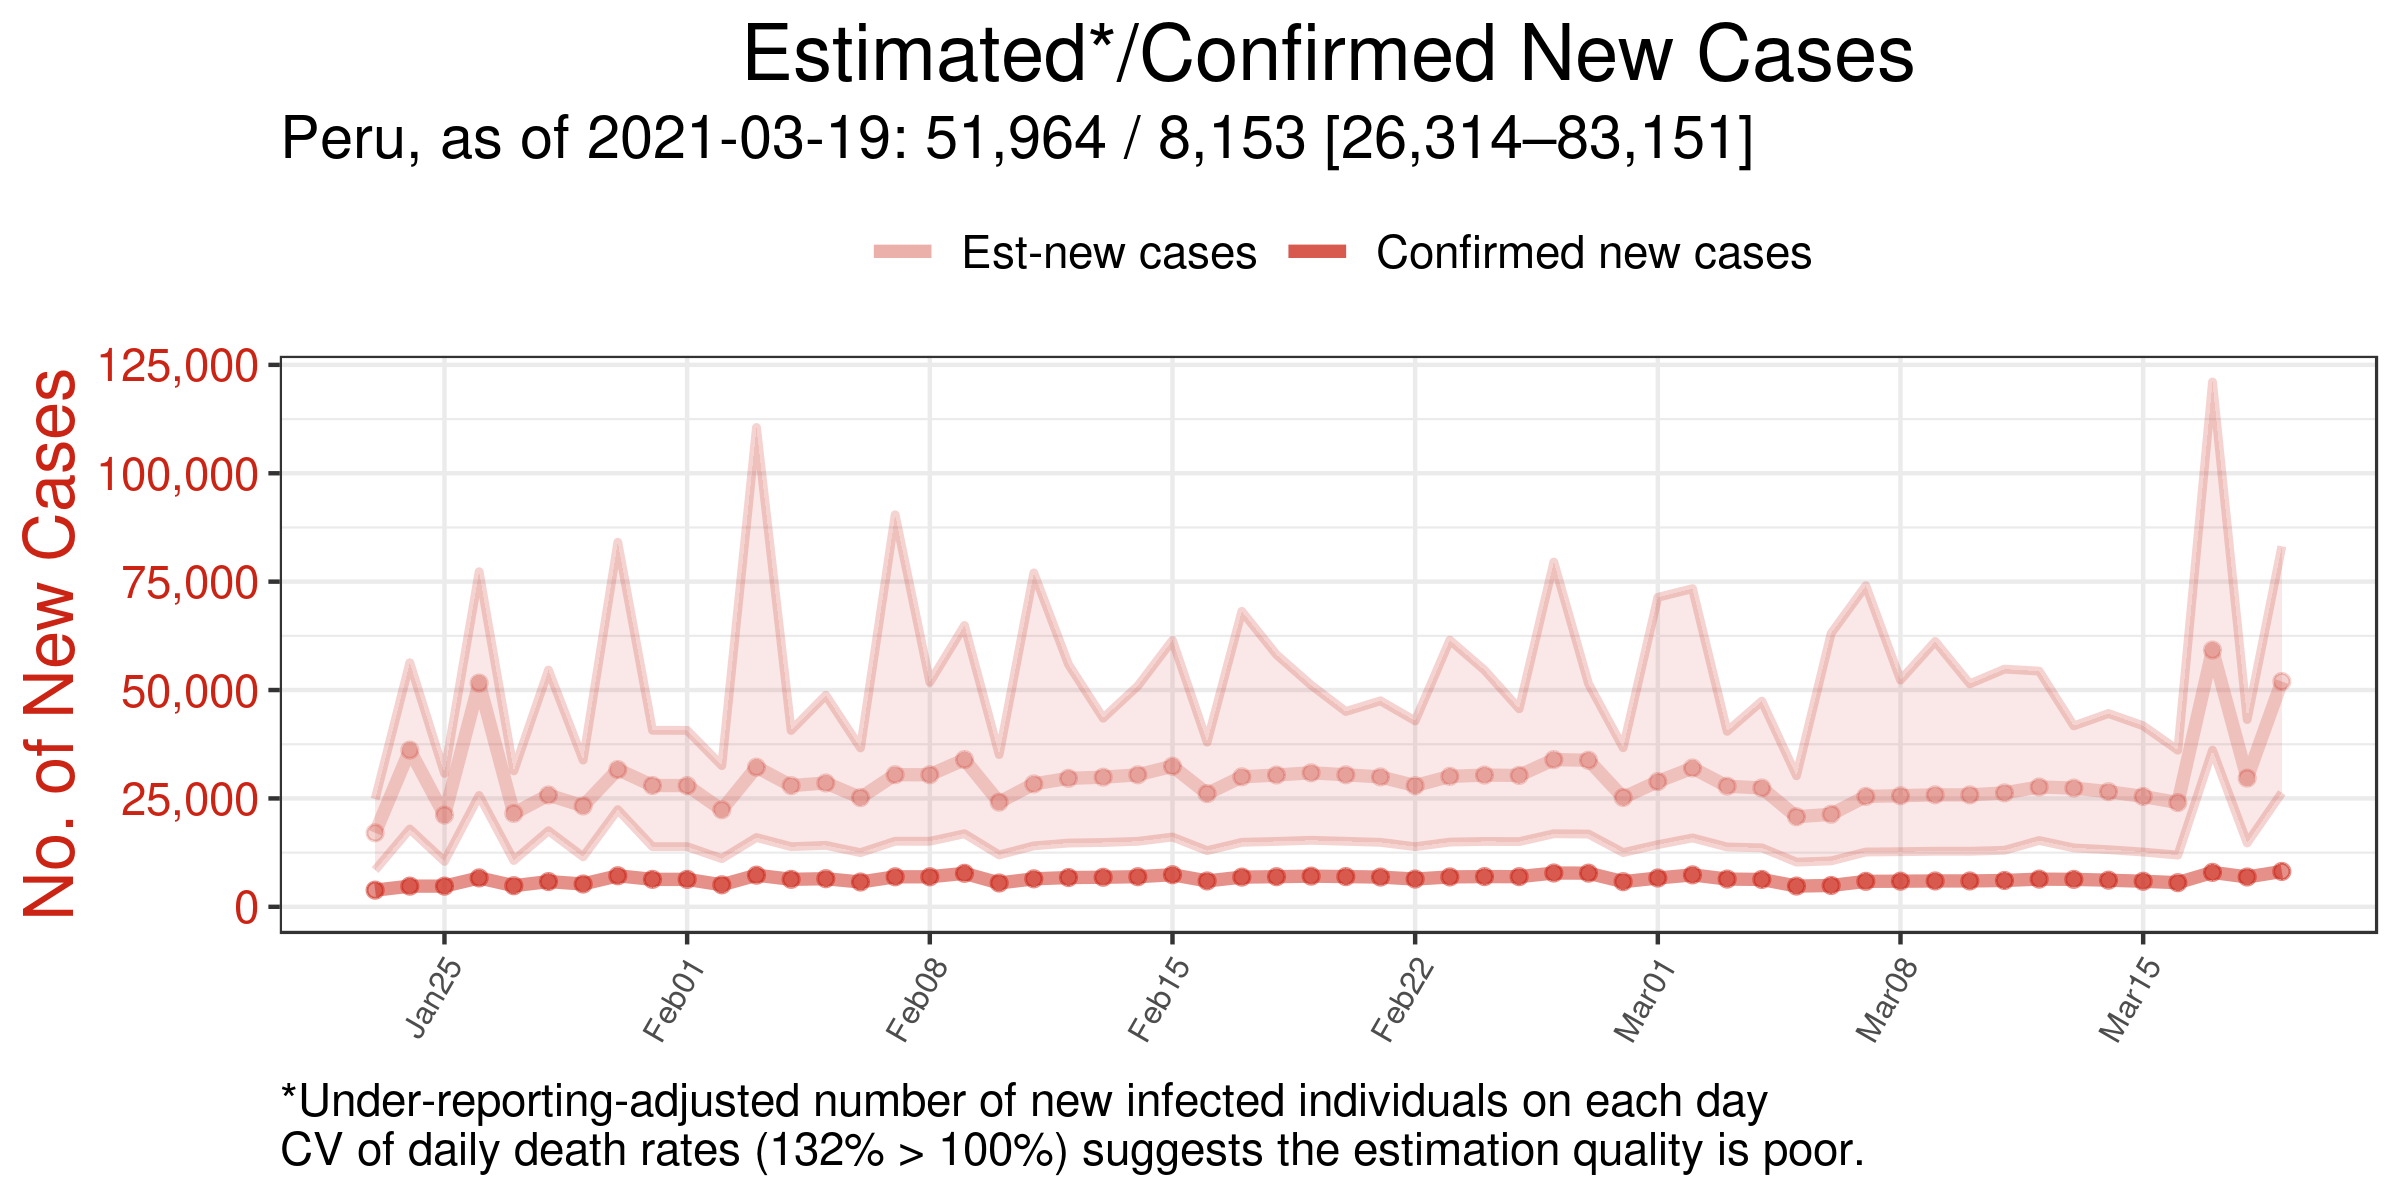 Estimated*/Confirmed New Cases
Peru, as of 2021-03-19: 51,964 / 8,153 [26,314–83,151]
Est-new cases
Confirmed new cases
No. of New Cases
125,000
100,000
75,000
50,000
25,000
0
Jan25
Feb01
Feb08
Feb15
Feb22
Mar01
Mar08
Mar15
*Under-reporting-adjusted number of new infected individuals on each day
CV of daily death rates (132% > 100%) suggests the estimation quality is poor.